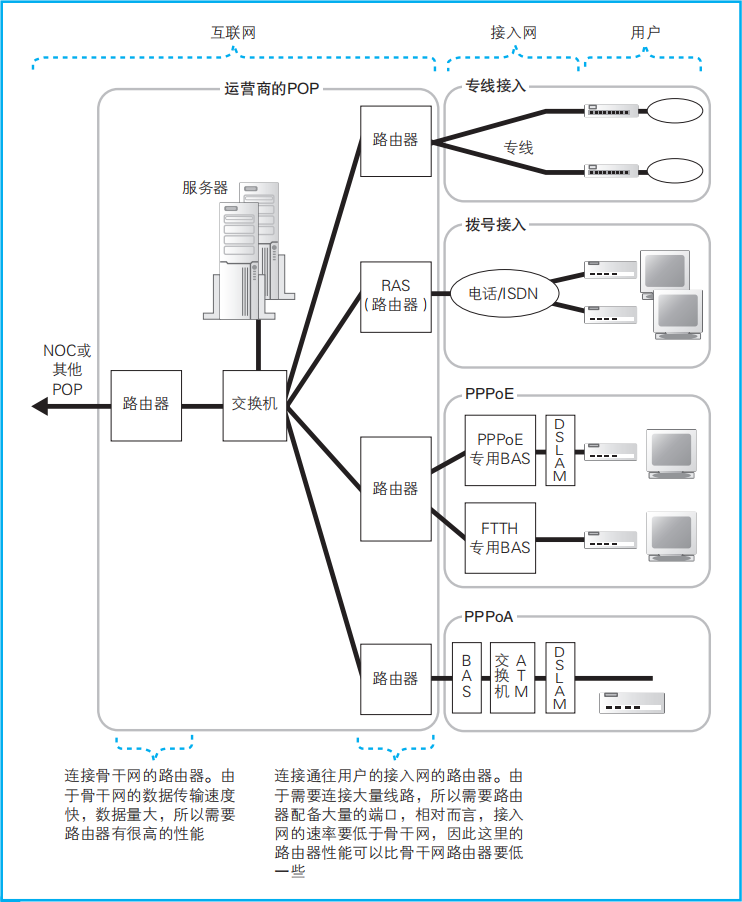 互联网
接入网
用户
运营商的POP
专线接入
路由器
专线
服务器
拨号接入
RAS
(路由器)
电话/ISDN
NOC或
其他
POP
路由器
交换机
PPPoE
路由器
PPPoE
专用BAS
DSLAM
FTTH
专用BAS
PPPoA
路由器
BAS
ATM
交换机
DSLAM
连接骨干网的路由器。由
于骨干网的数据传输速度
快，数据量大，所以需要
路由器有很高的性能
连接通往用户的接入网的路由器。由
于需要连接大量线路，所以需要路由
器配备大量的端口，相对而言，接入
网的速率要低于骨干网，因此这里的
路由器性能可以比骨干网路由器要低
一些